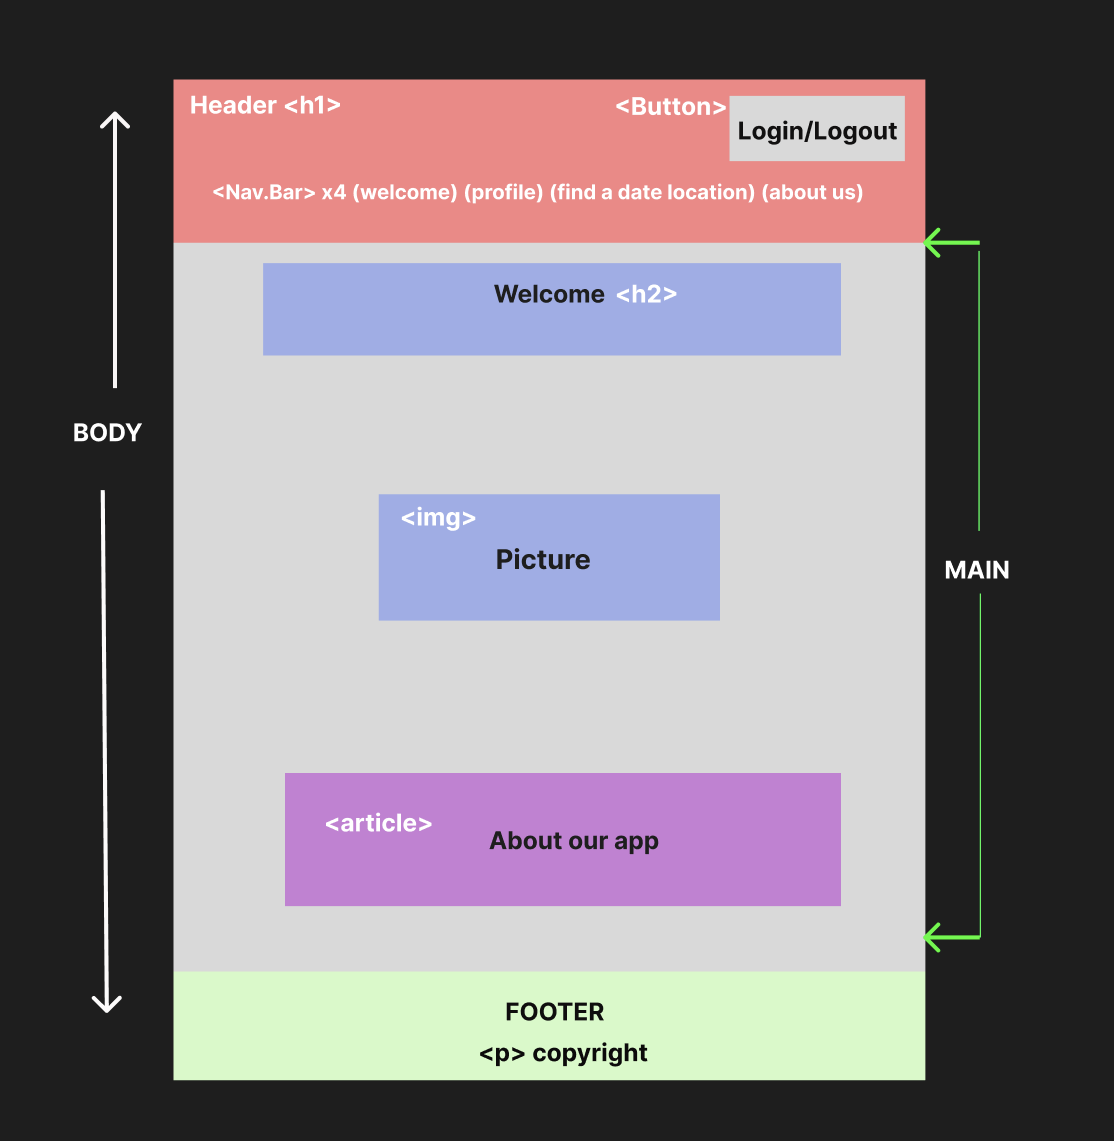 Header <h1>
<Button>
Login/Logout
<Nav.Bar> x4 (welcome) (profile) (find a date location) (about us)
Welcome <h2>
BODY
<img>
Picture
MAIN
<article>
About our app
FOOTER
<p> copyright